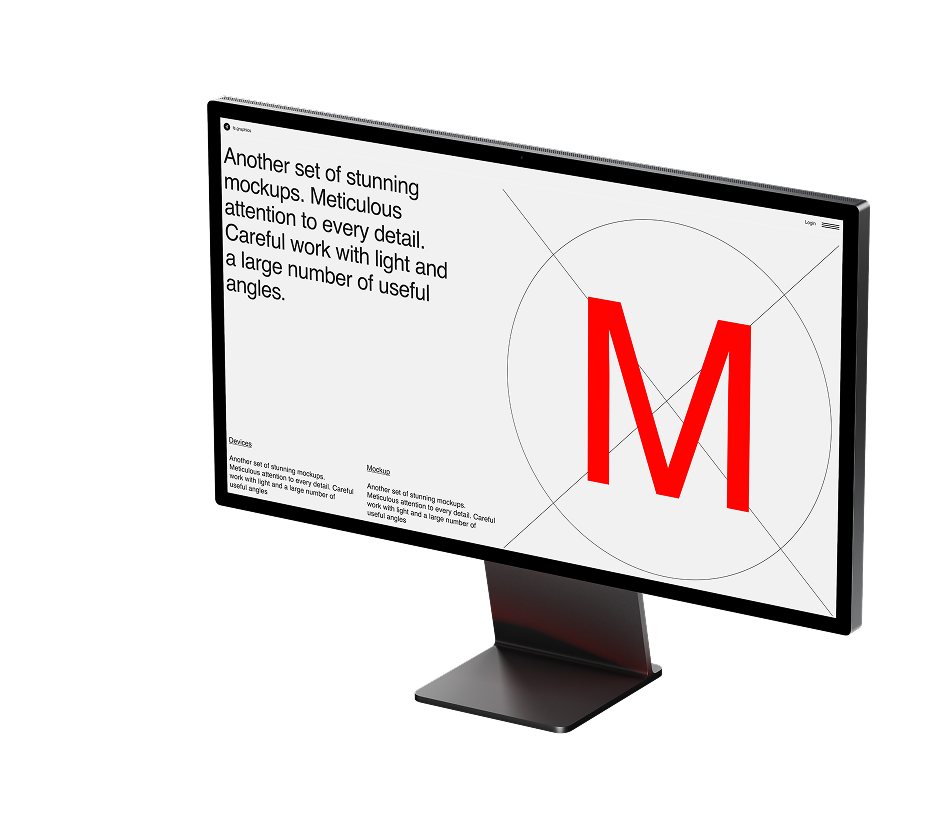 ls.graphics
Login
Another set of stunning
mockups. Meticulous
attention to every detail.
Careful work with light and
a large number of useful
angles.
M
Devices
Another set of stunning mockups.
Meticulous attention to every detail. Careful
work with light and a large number of
useful angles
Mockup
Another set of stunning mockups.
Meticulous attention to every detail. Careful
work with light and a large number of
useful angles